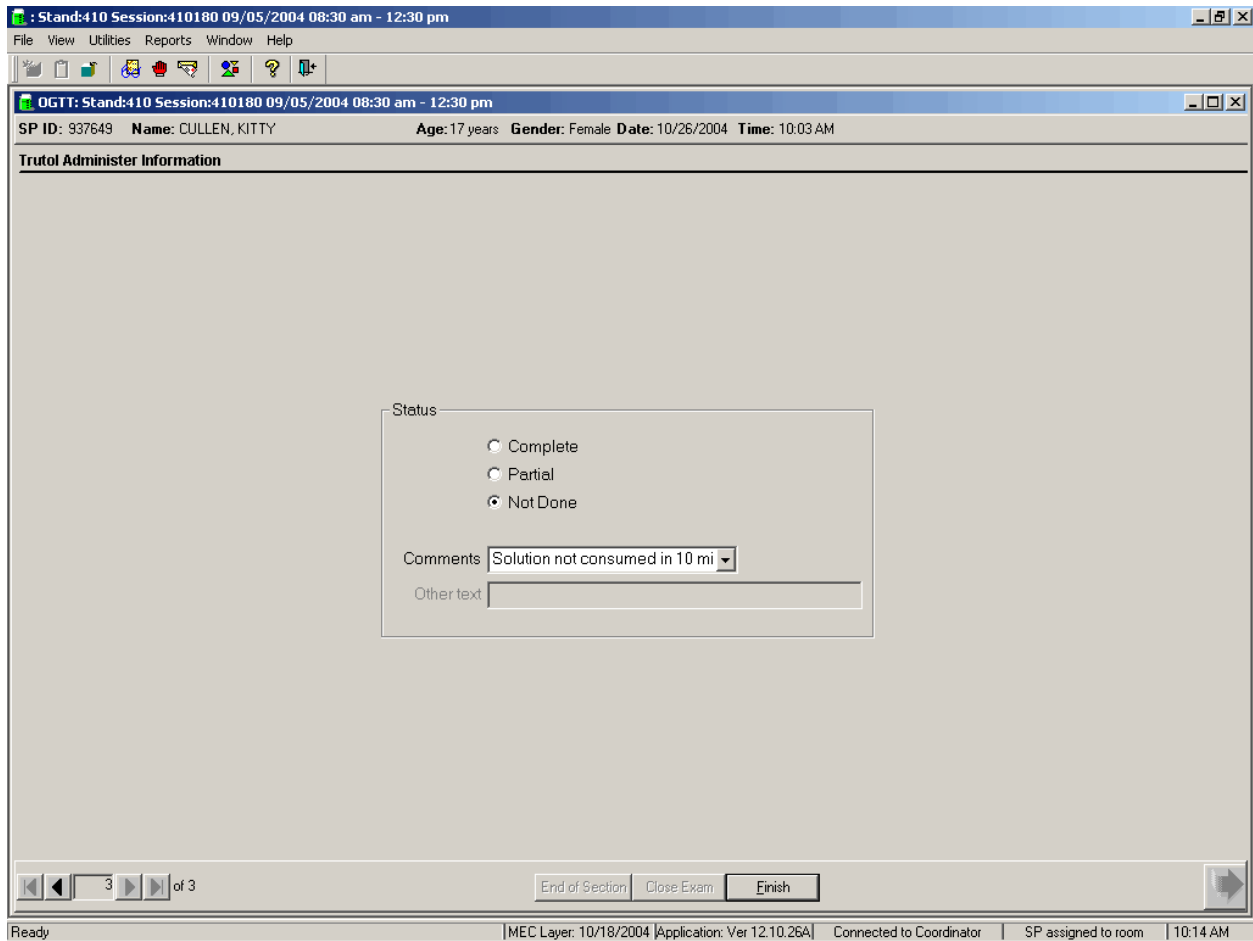 : Stand:410 Session:410180 09/05/2004 08:30 am - 12:30 pm
File View Utilities Reports Window Help
OGTT: Stand:410 Session:410180 09/05/2004 08:30 am - 12:30 pm
SP ID: 937649 Name: CULLEN, KITTY Age: 17 years Gender: Female Date: 10/26/2004 Time: 10:03 AM
Trutol Administer Information
Status
Complete
Partial
Not Done
Comments Solution not consumed in 10 mi
Other text
3 of 3 End of Section Close Exam Finish
Ready MEC Layer: 10/18/2004 Application: Ver 12.10.26A Connected to Coordinator SP assigned to room 10:14 AM